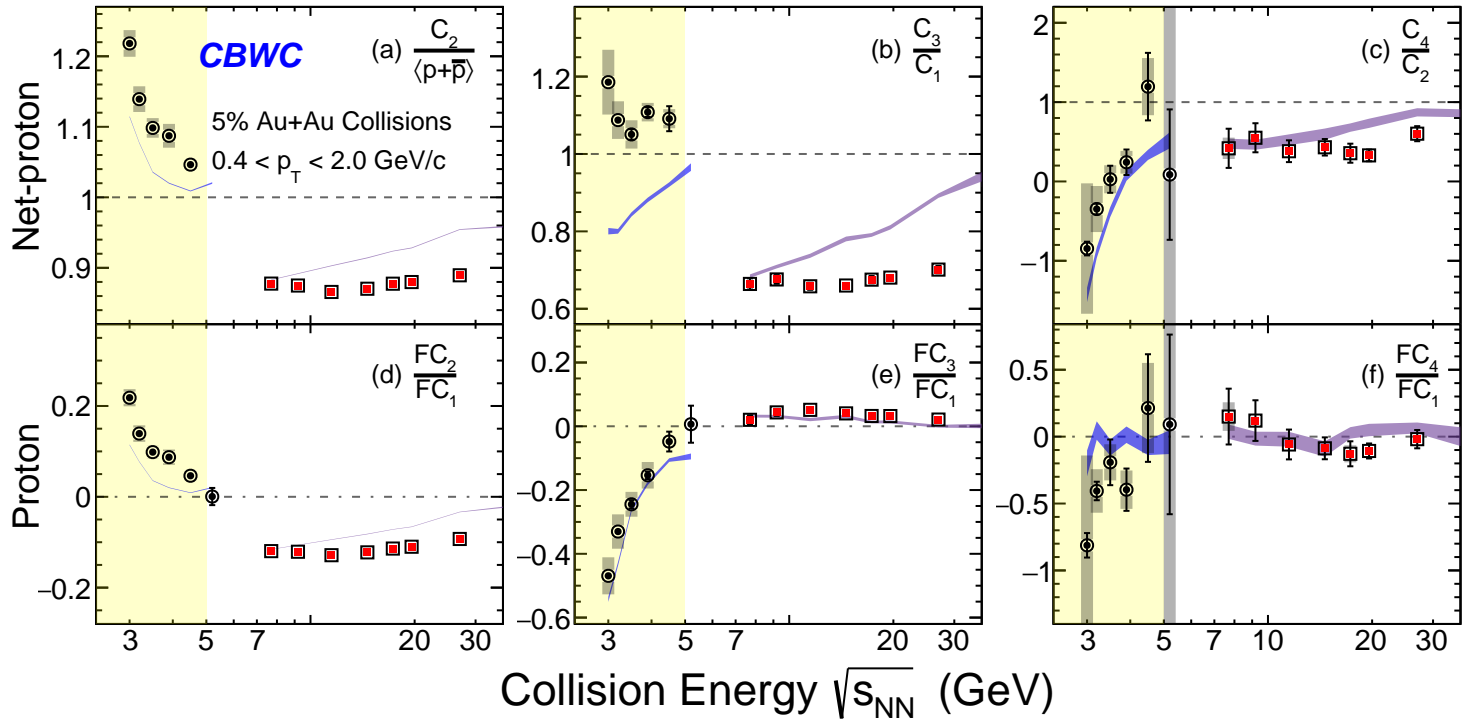 Net-proton
1.2
1.1
1
0.9
CBWC
(a) C2/⟨p+p̅⟩
5% Au+Au Collisions
0.4 < pT < 2.0 GeV/c
1.2
1
0.8
0.6
(b) C3/C1
2
1
0
−1
(c) C4/C2
Proton
0.2
0
−0.2
(d) FC2/FC1
3 5 7 20
0.2
0
−0.2
−0.4
−0.6
(e) FC3/FC1
3 5 7 20
0.5
0
−0.5
−1
(f) FC4/FC1
3 5 7 10 20
Collision Energy √sNN (GeV)